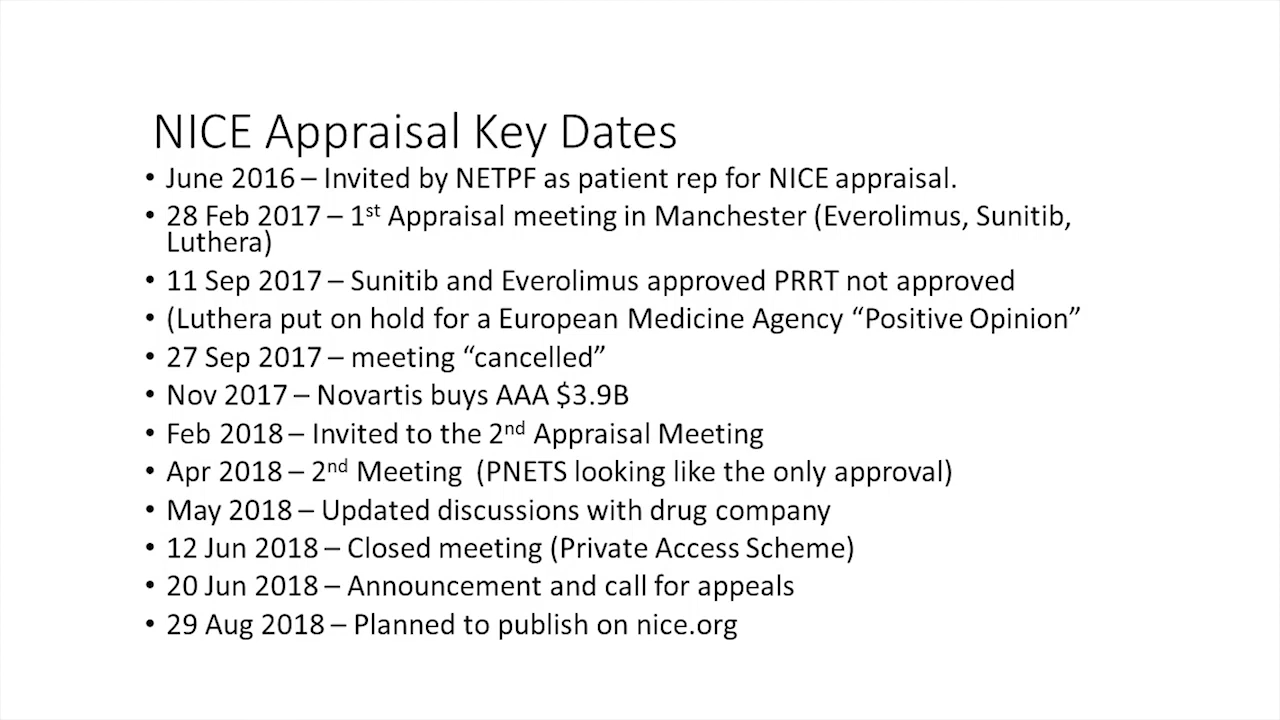 NICE Appraisal Key Dates
• June 2016 – Invited by NETPF as patient rep for NICE appraisal.
• 28 Feb 2017 – 1st Appraisal meeting in Manchester (Everolimus, Sunitib,
Luthera)
• 11 Sep 2017 – Sunitib and Everolimus approved PRRT not approved
• (Luthera put on hold for a European Medicine Agency “Positive Opinion”
• 27 Sep 2017 – meeting “cancelled”
• Nov 2017 – Novartis buys AAA $3.9B
• Feb 2018 – Invited to the 2nd Appraisal Meeting
• Apr 2018 – 2nd Meeting (PNETS looking like the only approval)
• May 2018 – Updated discussions with drug company
• 12 Jun 2018 – Closed meeting (Private Access Scheme)
• 20 Jun 2018 – Announcement and call for appeals
• 29 Aug 2018 – Planned to publish on nice.org